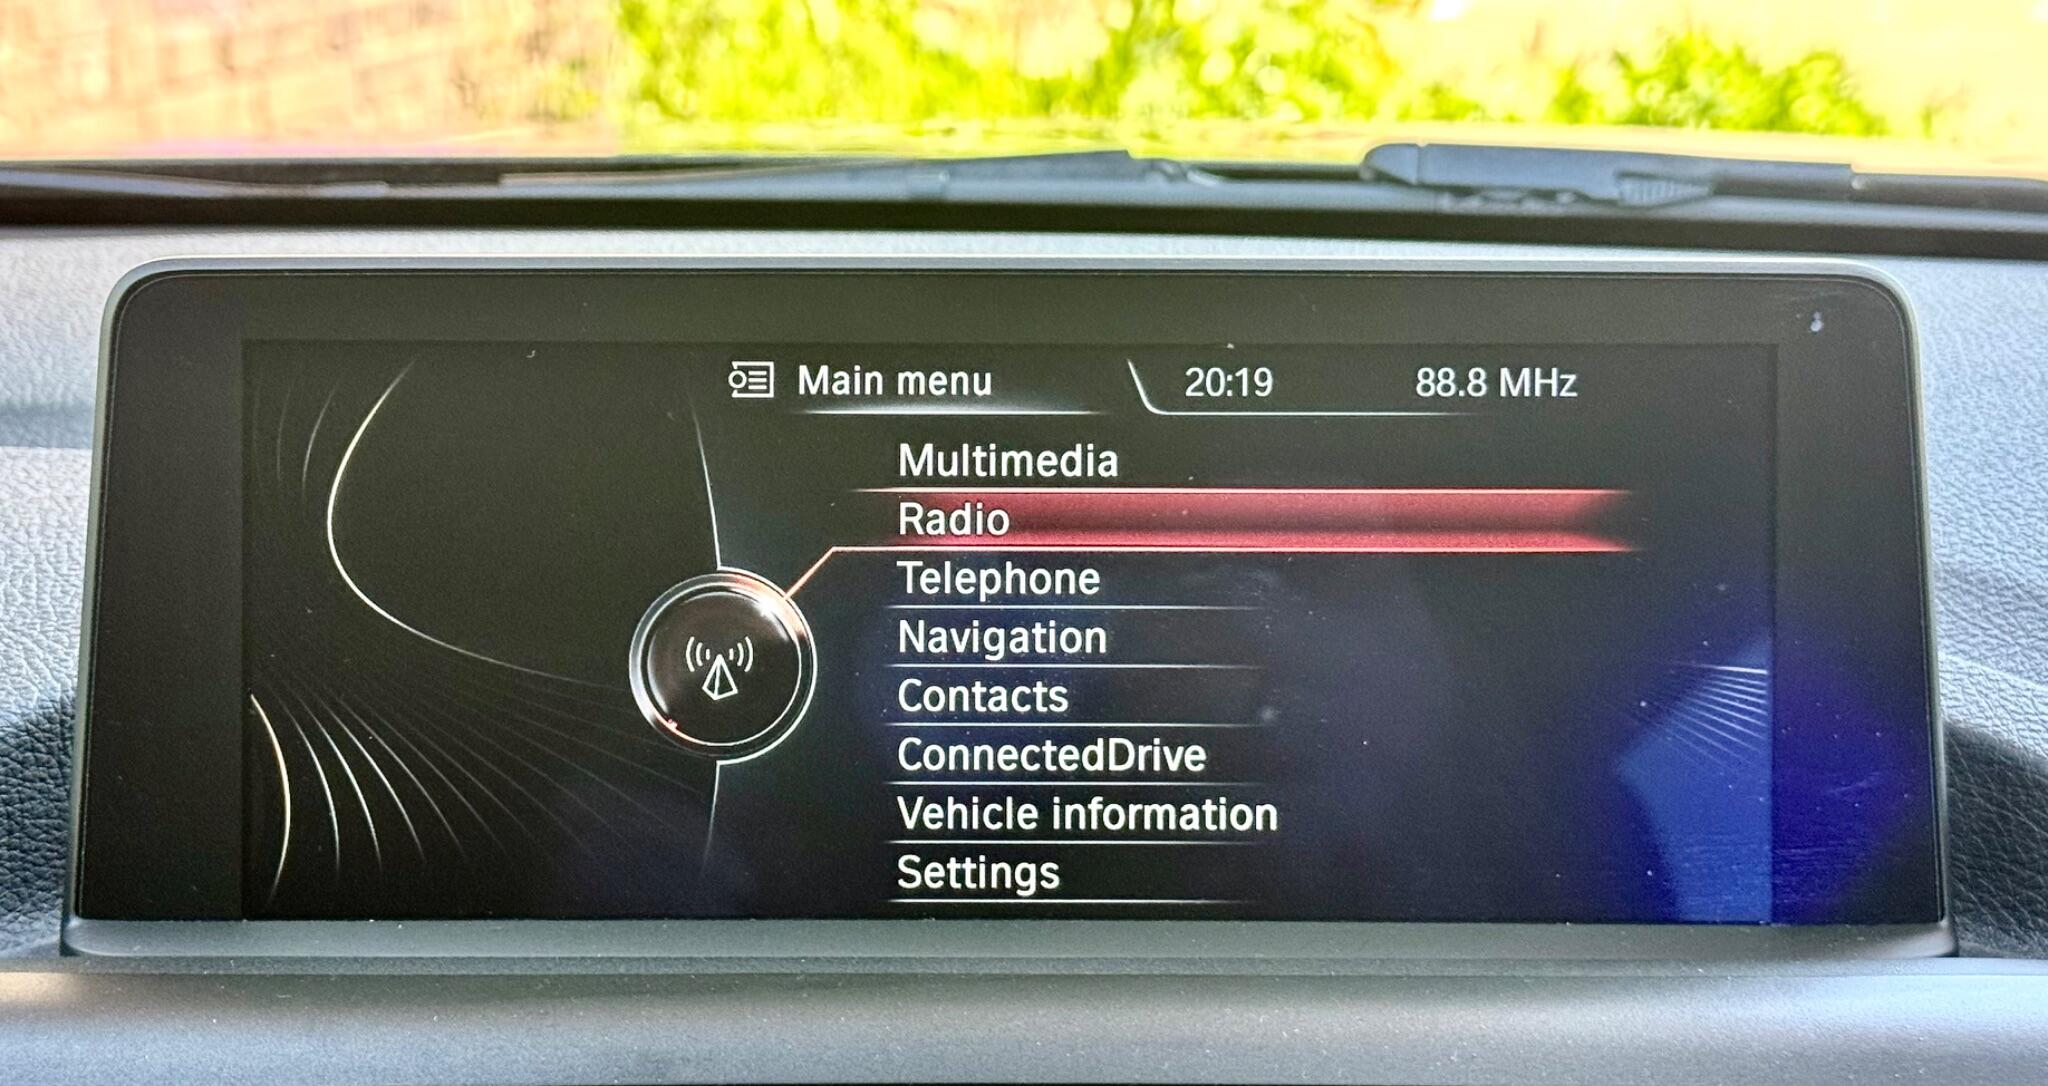 Main menu 20:19 88.8 MHz
Multimedia
Radio
Telephone
Navigation
Contacts
ConnectedDrive
Vehicle information
Settings